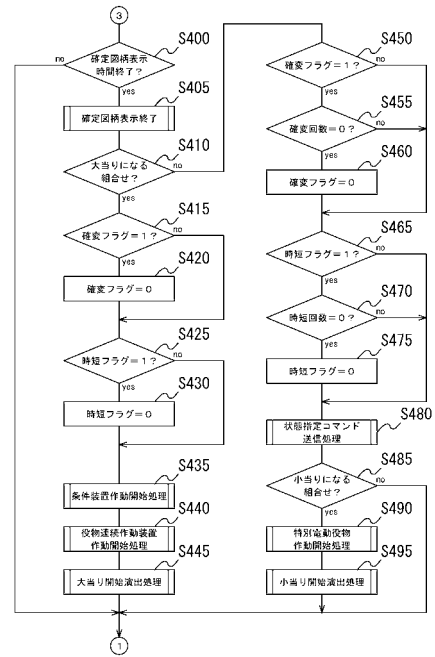 3
S400
確定図柄表示
時間終了？
no
yes
S405
確定図柄表示終了
S410
大当りになる
組合せ？
no
yes
S415
確変フラグ＝１？
no
yes
S420
確変フラグ＝０
S425
時短フラグ＝１？
no
yes
S430
時短フラグ＝０
S435
条件装置作動開始処理
S440
役物連続作動装置
作動開始処理
S445
大当り開始演出処理
1
S450
確変フラグ＝１？
no
yes
S455
確変回数＝０？
no
yes
S460
確変フラグ＝０
S465
時短フラグ＝１？
no
yes
S470
時短回数＝０？
no
yes
S475
時短フラグ＝０
S480
状態指定コマンド
送信処理
S485
小当りになる
組合せ？
no
yes
S490
特別電動役物
作動開始処理
S495
小当り開始演出処理